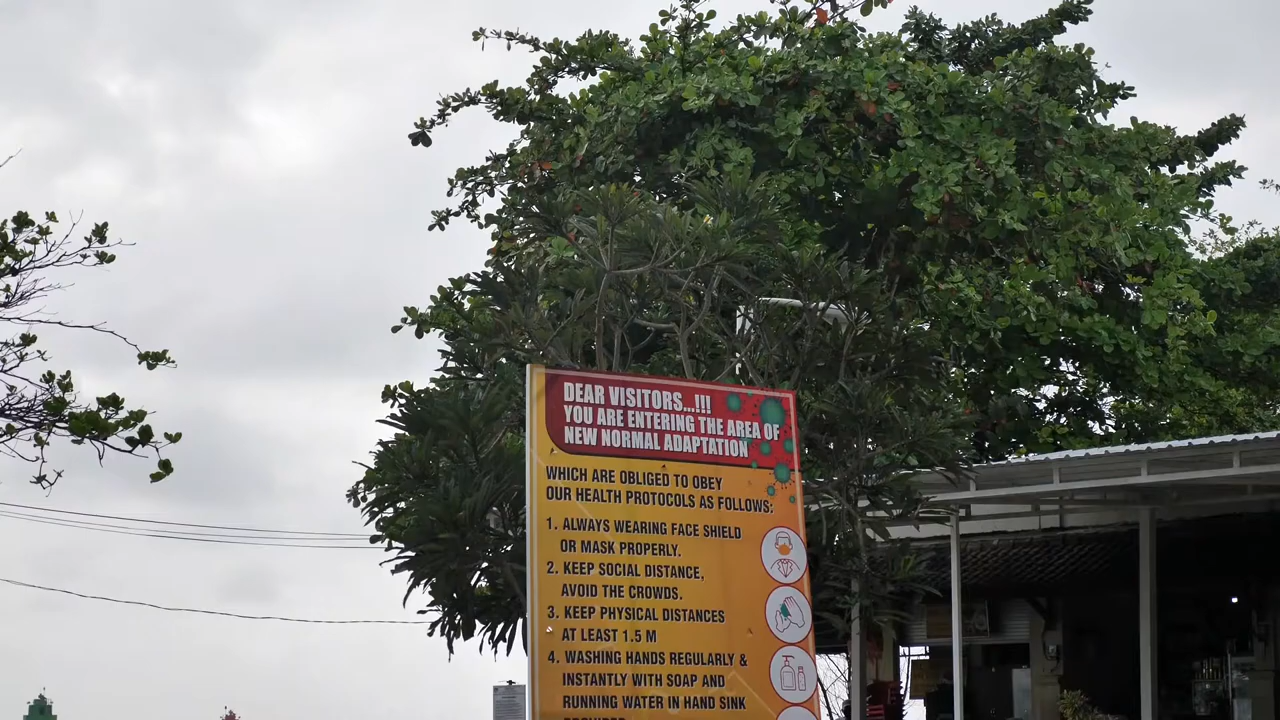 DEAR VISITORS...!!!
YOU ARE ENTERING THE AREA OF
NEW NORMAL ADAPTATION
WHICH ARE OBLIGED TO OBEY
OUR HEALTH PROTOCOLS AS FOLLOWS:
1. ALWAYS WEARING FACE SHIELD
OR MASK PROPERLY.
2. KEEP SOCIAL DISTANCE,
AVOID THE CROWDS.
3. KEEP PHYSICAL DISTANCES
AT LEAST 1.5 M
4. WASHING HANDS REGULARLY &
INSTANTLY WITH SOAP AND
RUNNING WATER IN HAND SINK